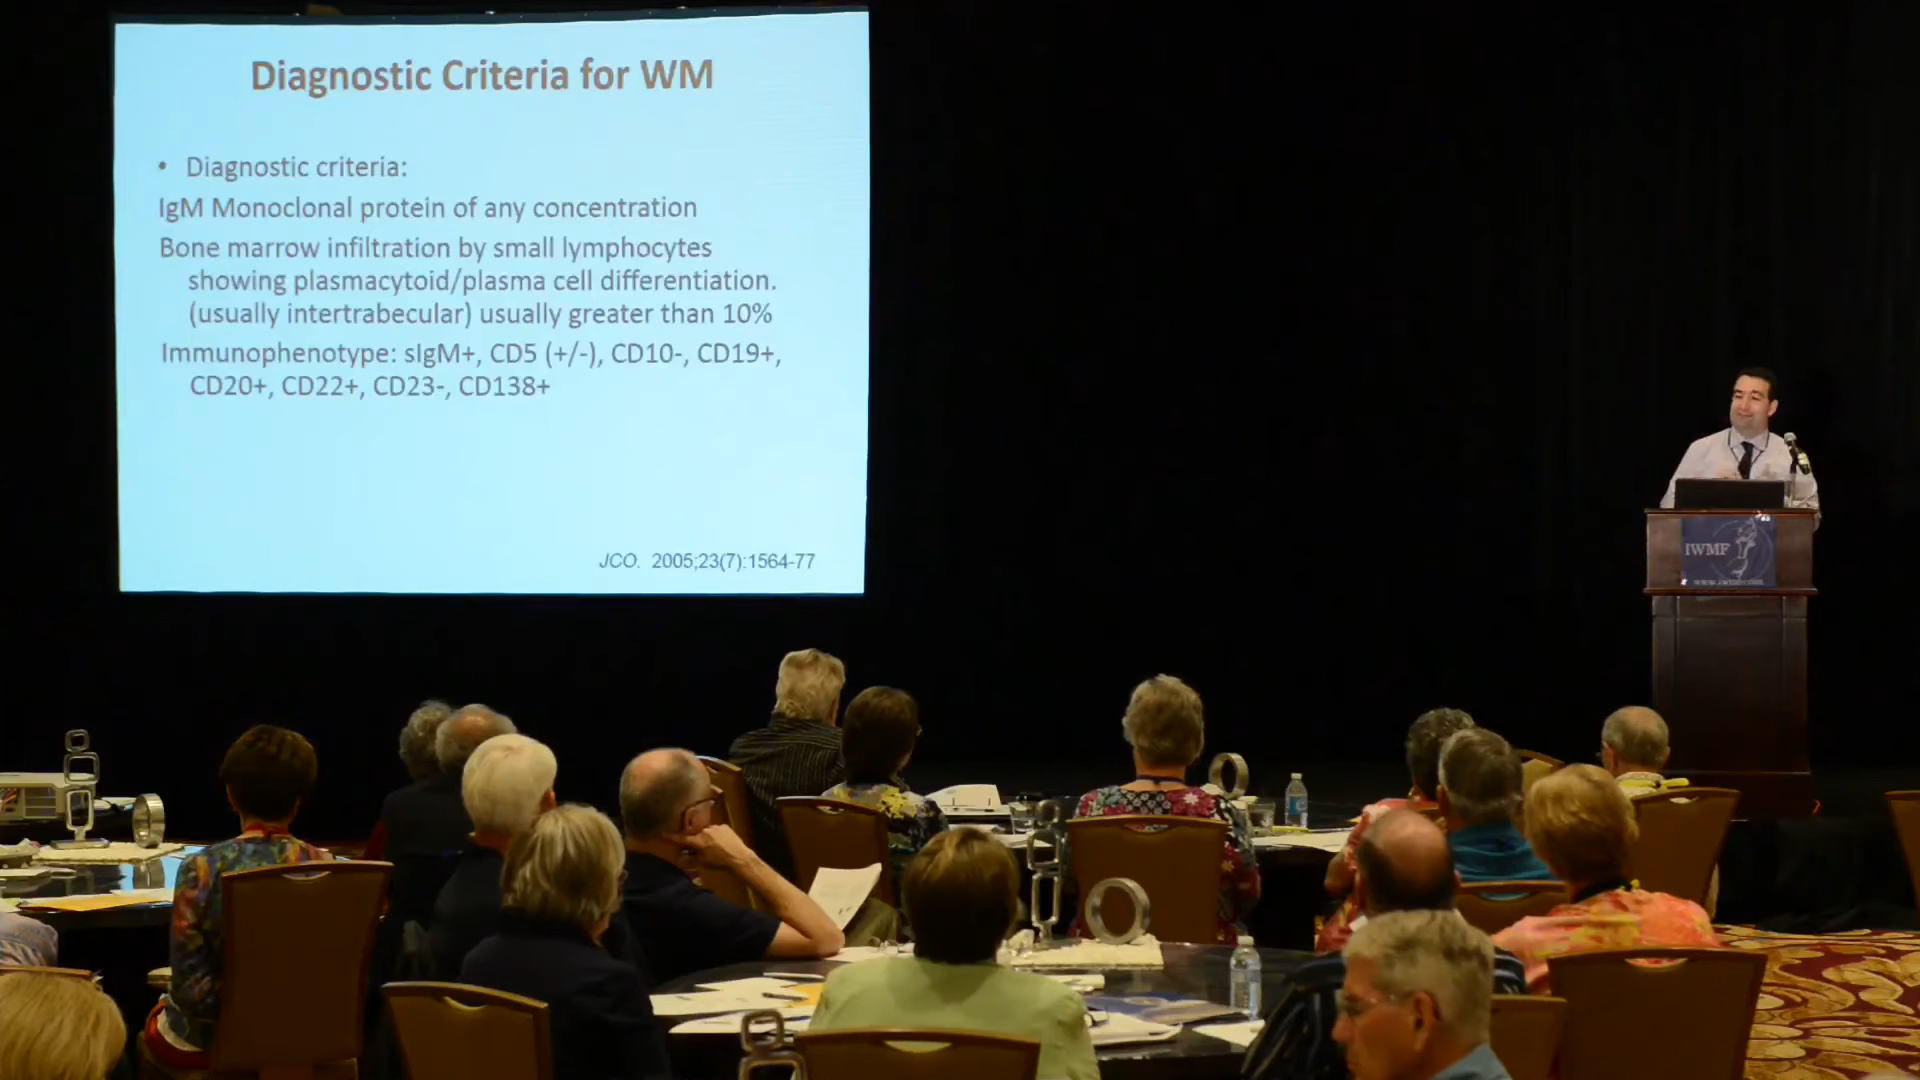 Diagnostic Criteria for WM
• Diagnostic criteria:
IgM Monoclonal protein of any concentration
Bone marrow infiltration by small lymphocytes
showing plasmacytoid/plasma cell differentiation.
(usually intertrabecular) usually greater than 10%
Immunophenotype: sIgM+, CD5 (+/-), CD10-, CD19+,
CD20+, CD22+, CD23-, CD138+
JCO. 2005;23(7):1564-77
IWMF